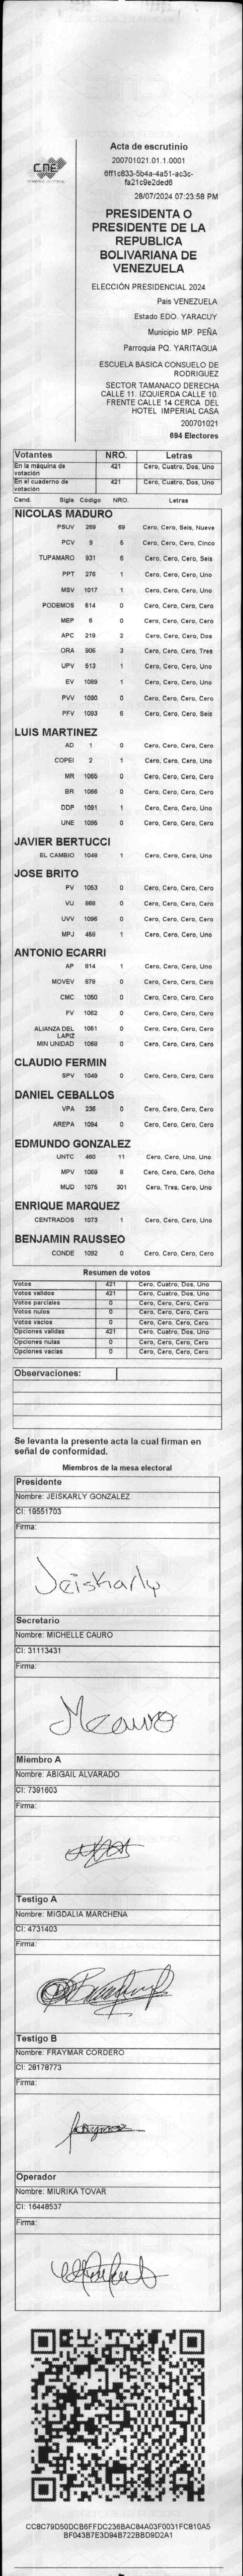 CNE
Acta de escrutinio
200701021.01.1.0001
6ff1c833-5b4a-4a51-ac3c-
fa21c9e2ded6
28/07/2024 07:23:58 PM
PRESIDENTA O
PRESIDENTE DE LA
REPUBLICA
BOLIVARIANA DE
VENEZUELA
ELECCIÓN PRESIDENCIAL 2024
Pais VENEZUELA
Estado EDO. YARACUY
Municipio MP. PEÑA
Parroquia PQ. YARITAGUA
ESCUELA BASICA CONSUELO DE
RODRIGUEZ
SECTOR TAMANACO DERECHA
CALLE 11. IZQUIERDA CALLE 10.
FRENTE CALLE 14 CERCA DEL
HOTEL IMPERIAL CASA
200701021
694 Electores
Votantes NRO. Letras
En la máquina de votación 421 Cero, Cuatro, Dos, Uno
En el cuaderno de votación 421 Cero, Cuatro, Dos, Uno
Cand. Sigla Código NRO. Letras
NICOLAS MADURO
PSUV 269 69 Cero, Cero, Seis, Nueve
PCV 9 5 Cero, Cero, Cero, Cinco
TUPAMARO 931 6 Cero, Cero, Cero, Seis
PPT 276 1 Cero, Cero, Cero, Uno
MSV 1017 1 Cero, Cero, Cero, Uno
PODEMOS 514 0 Cero, Cero, Cero, Cero
MEP 6 0 Cero, Cero, Cero, Cero
APC 219 2 Cero, Cero, Cero, Dos
ORA 906 3 Cero, Cero, Cero, Tres
UPV 513 1 Cero, Cero, Cero, Uno
EV 1089 1 Cero, Cero, Cero, Uno
PVV 1090 0 Cero, Cero, Cero, Cero
PFV 1093 6 Cero, Cero, Cero, Seis
LUIS MARTINEZ
AD 1 0 Cero, Cero, Cero, Cero
COPEI 2 1 Cero, Cero, Cero, Uno
MR 1065 0 Cero, Cero, Cero, Cero
BR 1066 0 Cero, Cero, Cero, Cero
DDP 1091 1 Cero, Cero, Cero, Uno
UNE 1095 0 Cero, Cero, Cero, Cero
JAVIER BERTUCCI
EL CAMBIO 1048 1 Cero, Cero, Cero, Uno
JOSE BRITO
PV 1053 0 Cero, Cero, Cero, Cero
VU 868 0 Cero, Cero, Cero, Cero
UVV 1096 0 Cero, Cero, Cero, Cero
MPJ 458 1 Cero, Cero, Cero, Uno
ANTONIO ECARRI
AP 814 1 Cero, Cero, Cero, Uno
MOVEV 879 0 Cero, Cero, Cero, Cero
CMC 1050 0 Cero, Cero, Cero, Cero
FV 1052 0 Cero, Cero, Cero, Cero
ALIANZA DEL LAPIZ 1051 0 Cero, Cero, Cero, Cero
MIN UNIDAD 1058 0 Cero, Cero, Cero, Cero
CLAUDIO FERMIN
SPV 1049 0 Cero, Cero, Cero, Cero
DANIEL CEBALLOS
VPA 236 0 Cero, Cero, Cero, Cero
AREPA 1094 0 Cero, Cero, Cero, Cero
EDMUNDO GONZALEZ
UNTC 460 11 Cero, Cero, Uno, Uno
MPV 1069 8 Cero, Cero, Cero, Ocho
MUD 1075 301 Cero, Tres, Cero, Uno
ENRIQUE MARQUEZ
CENTRADOS 1073 1 Cero, Cero, Cero, Uno
BENJAMIN RAUSSEO
CONDE 1092 0 Cero, Cero, Cero, Cero
Resumen de votos
Votos 421 Cero, Cuatro, Dos, Uno
Votos validos 421 Cero, Cuatro, Dos, Uno
Votos parciales 0 Cero, Cero, Cero, Cero
Votos nulos 0 Cero, Cero, Cero, Cero
Votos vacios 0 Cero, Cero, Cero, Cero
Opciones validas 421 Cero, Cuatro, Dos, Uno
Opciones nulas 0 Cero, Cero, Cero, Cero
Opciones vacias 0 Cero, Cero, Cero, Cero
Observaciones:
Se levanta la presente acta la cual firman en
señal de conformidad.
Miembros de la mesa electoral
Presidente
Nombre: JEISKARLY GONZALEZ
CI: 19551703
Firma:
Jeiskarly
Secretario
Nombre: MICHELLE CAURO
CI: 31113431
Firma:
MCauro
Miembro A
Nombre: ABIGAIL ALVARADO
CI: 7391603
Firma:
Testigo A
Nombre: MIGDALIA MARCHENA
CI: 4731403
Firma:
Testigo B
Nombre: FRAYMAR CORDERO
CI: 28178773
Firma:
Operador
Nombre: MIURIKA TOVAR
CI: 16448537
Firma:
CC8C79D50DCB6FFDC236BAC84A03F0031FC810A5
BF043B7E3D94B722BBD9D2A1